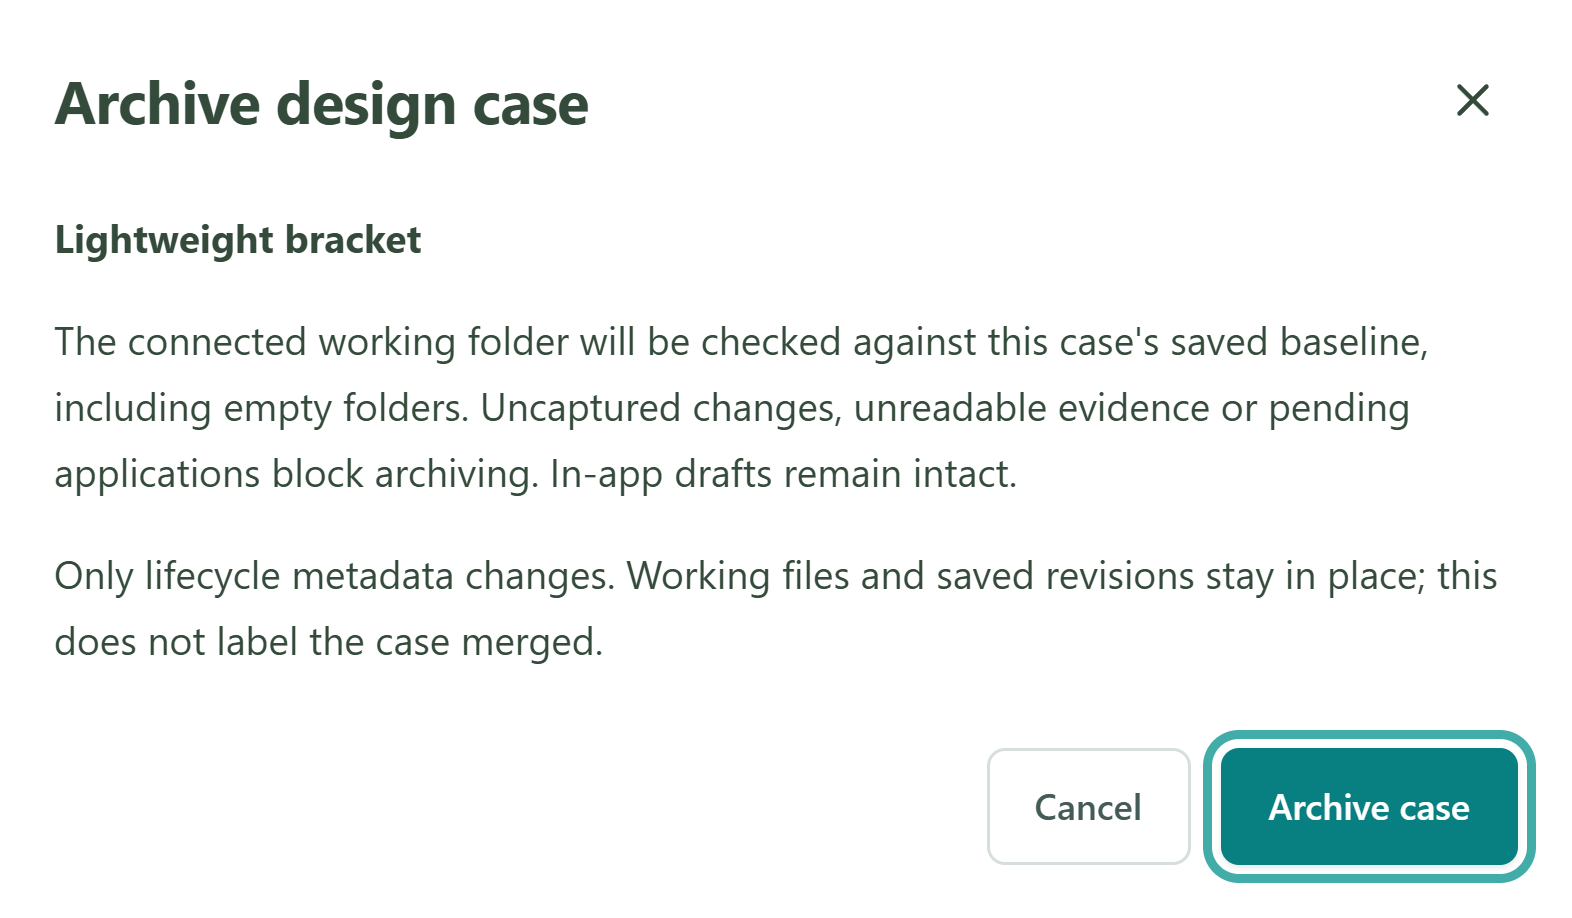 Archive design case
Lightweight bracket
The connected working folder will be checked against this case's saved baseline,
including empty folders. Uncaptured changes, unreadable evidence or pending
applications block archiving. In-app drafts remain intact.
Only lifecycle metadata changes. Working files and saved revisions stay in place; this
does not label the case merged.
Cancel
Archive case